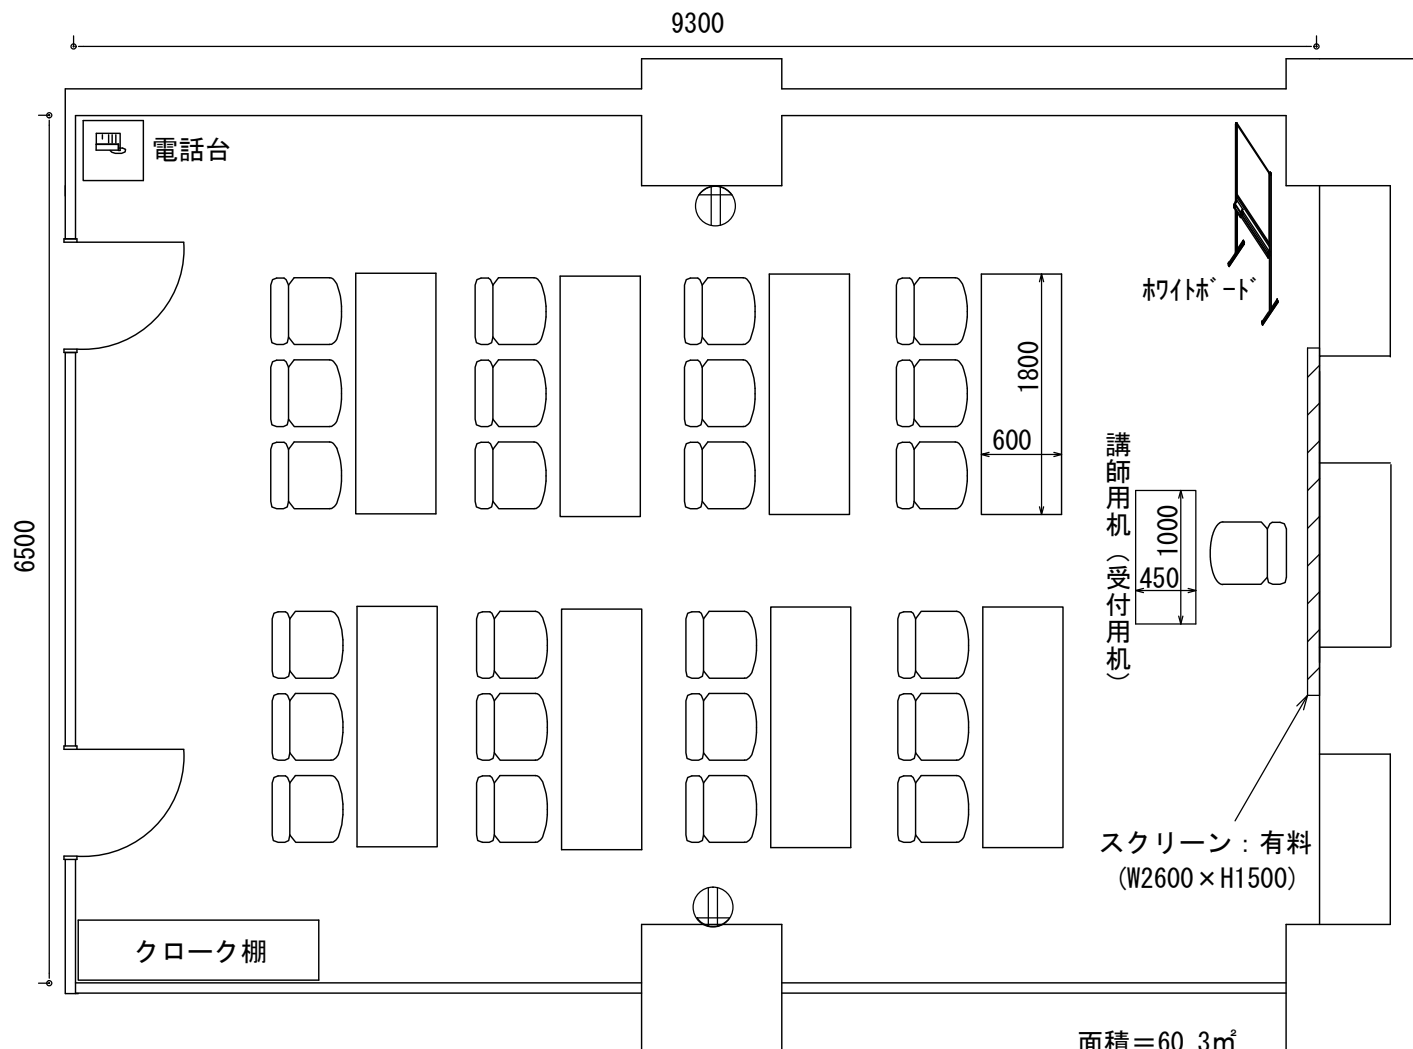 9300
電話台
ホワイトボード
1800
600
講師用机（受付用机）
1000
450
6500
スクリーン：有料
(W2600×H1500)
クローク棚
面積＝60.3㎡